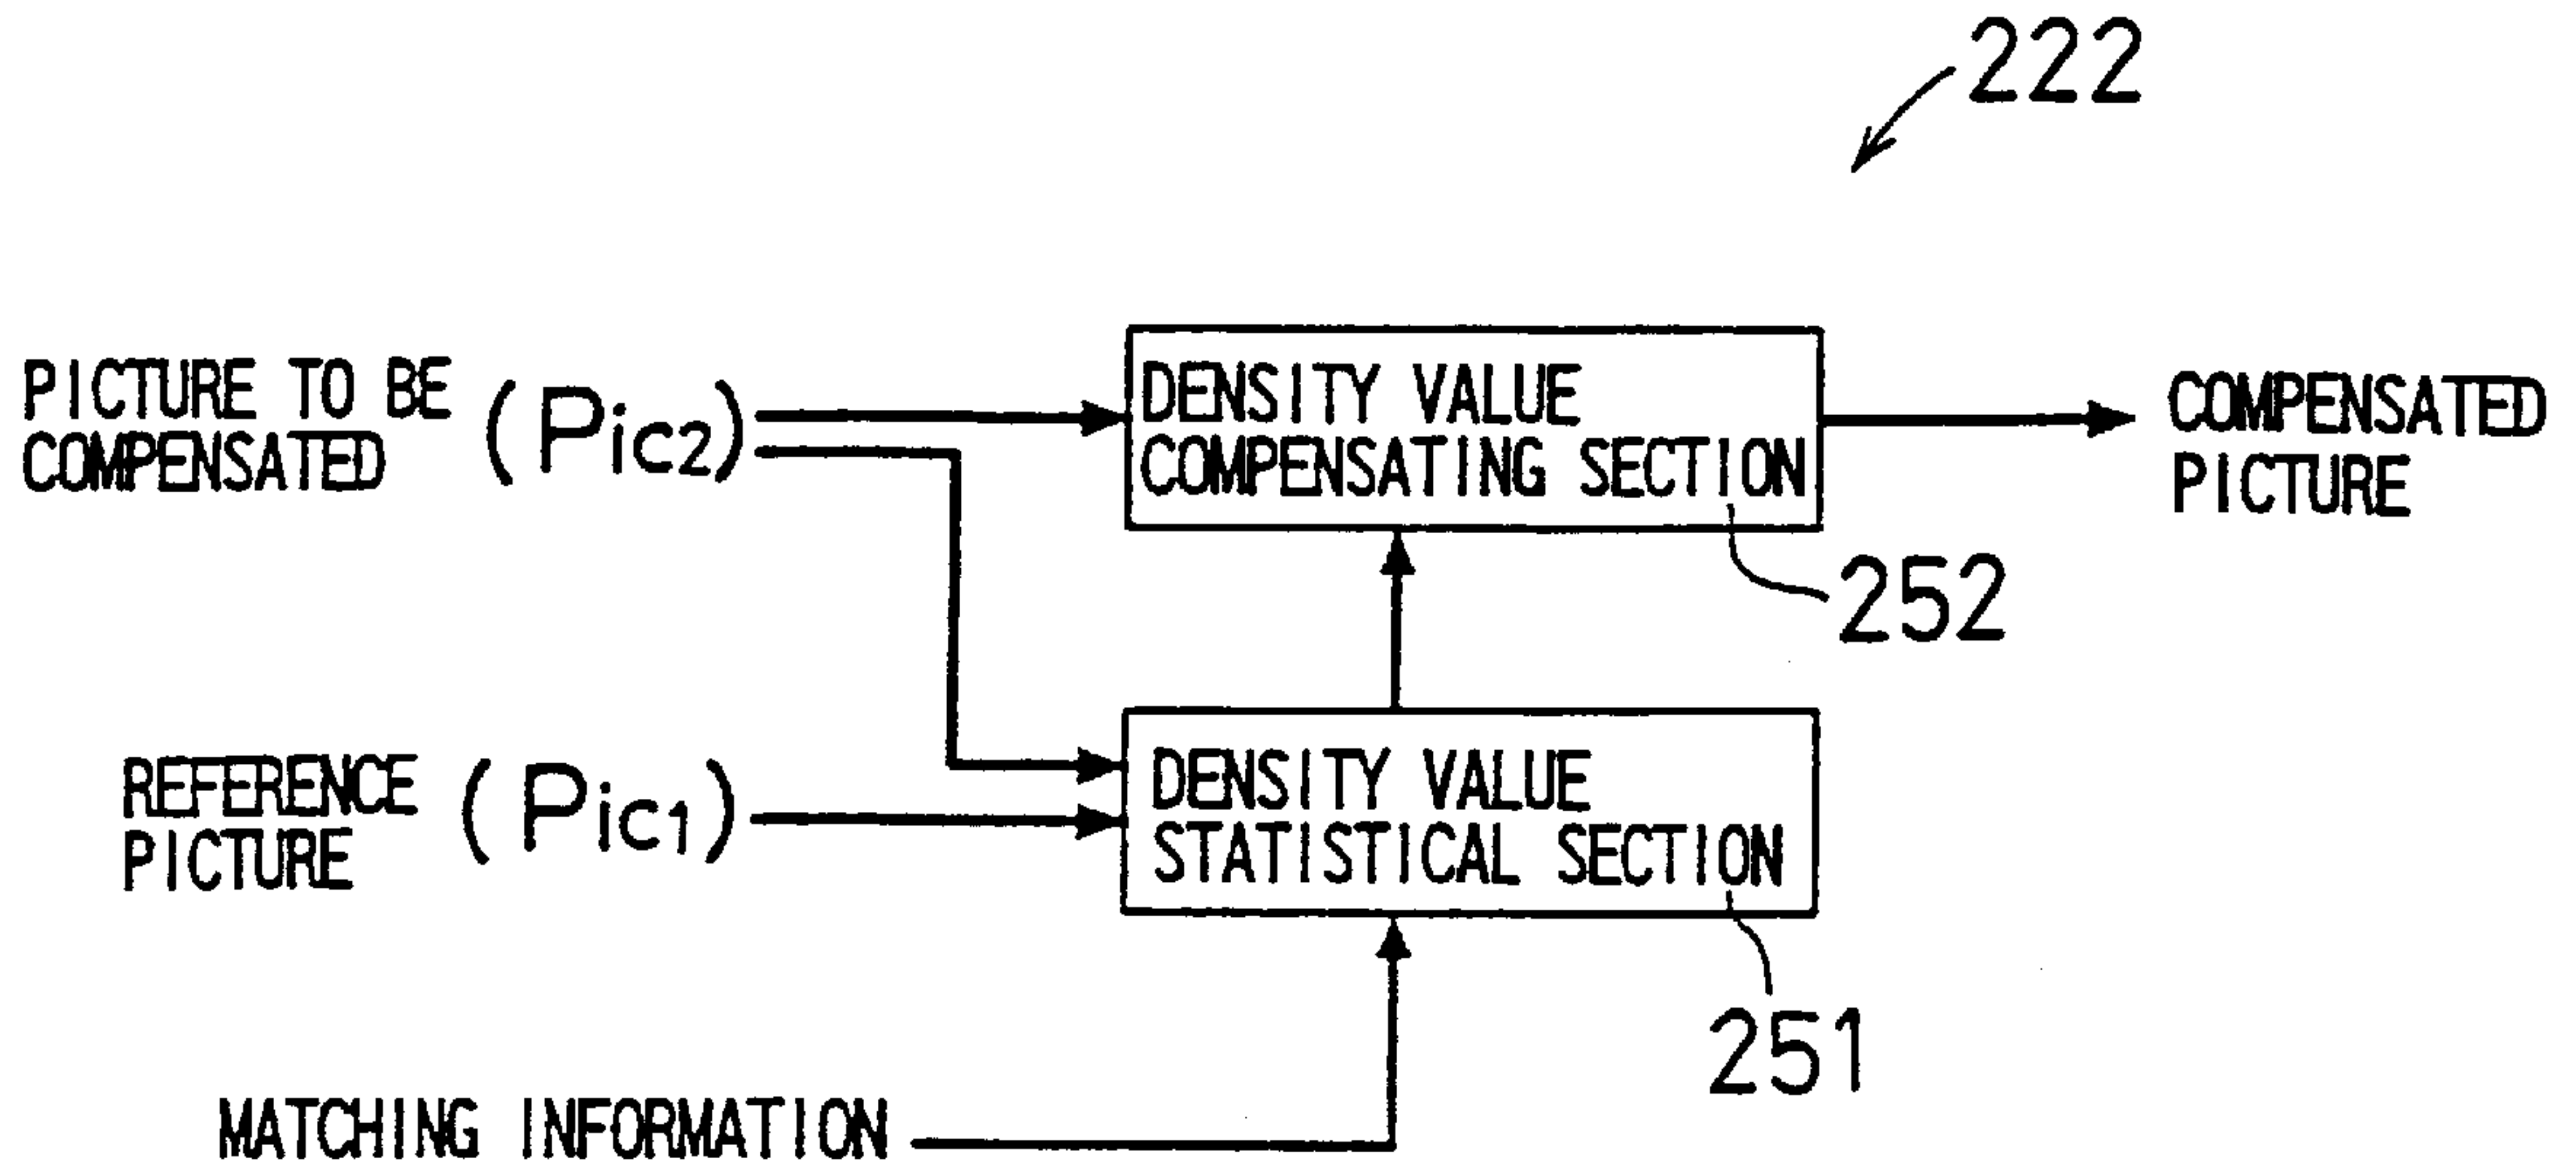 222
PICTURE TO BE
COMPENSATED (Pic2)
DENSITY VALUE
COMPENSATING SECTION
COMPENSATED
PICTURE
252
REFERENCE
PICTURE (Pic1)
DENSITY VALUE
STATISTICAL SECTION
251
MATCHING INFORMATION